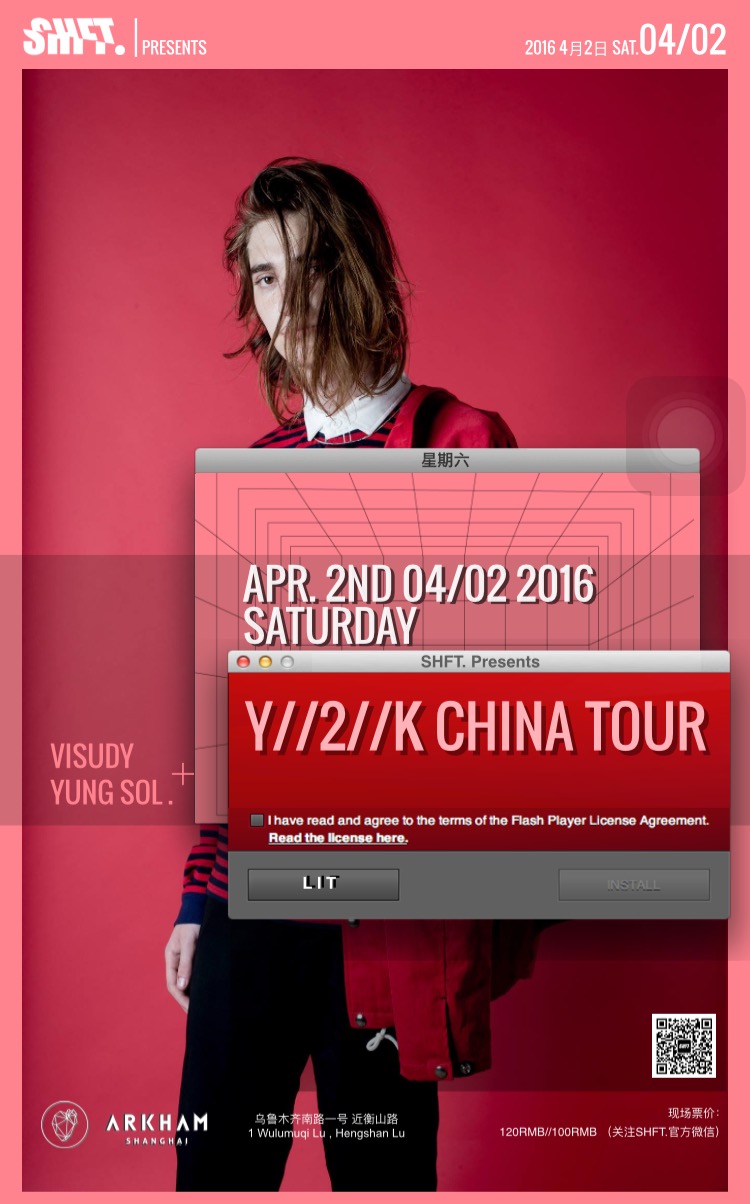 SHFT.
PRESENTS
2016 4月2日 SAT.04/02
星期六
APR. 2ND 04/02 2016
SATURDAY
SHFT. Presents
Y//2//K CHINA TOUR
VISUDY
YUNG SOL.
+
I have read and agree to the terms of the Flash Player License Agreement.
Read the license here.
LIT
INSTALL
ARKHAM
SHANGHAI
乌鲁木齐南路一号 近衡山路
1 Wulumuqi Lu , Hengshan Lu
现场票价:
120RMB//100RMB （关注SHFT.官方微信）